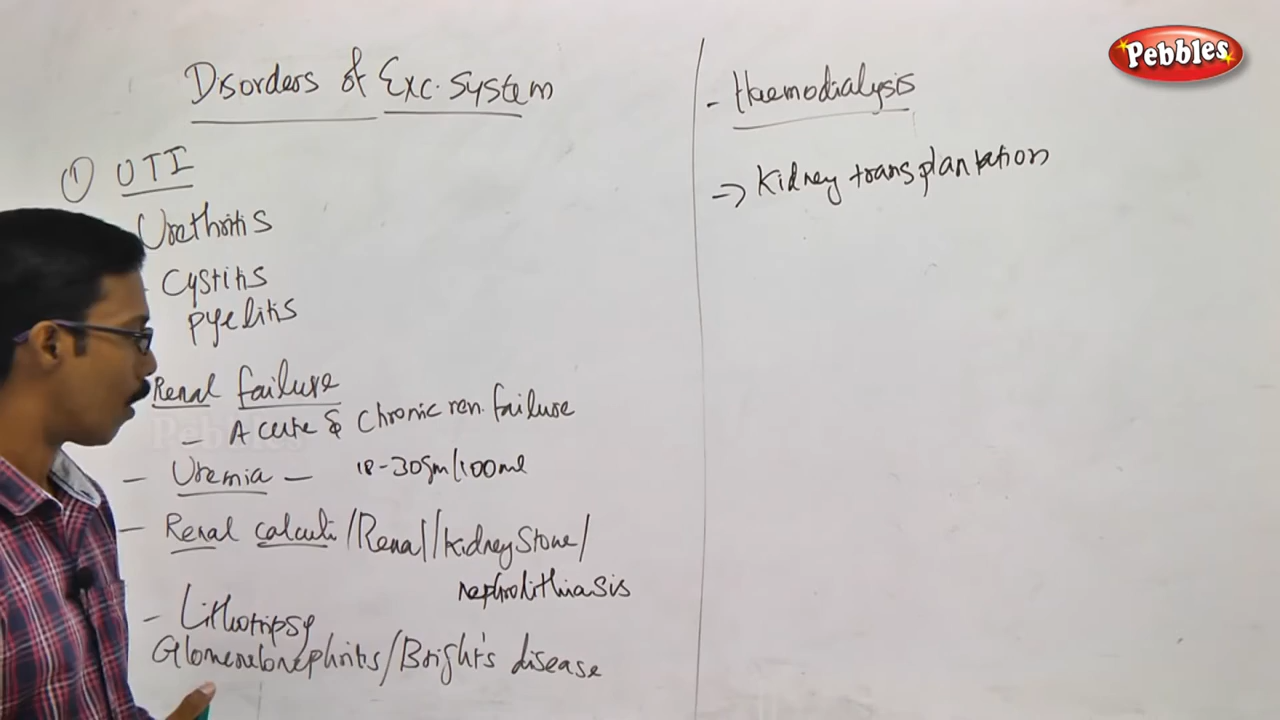 Disorders of Exc. System
① UTI
Urethritis
Cystitis
Pyelitis
Renal failure
- Acute & Chronic ren. failure
- Uremia - 18-30gm/100ml
- Renal calculi/Renal/kidney Stone/
nephrolithiasis
- Lithotripsy
Glomerulonephritis/Bright's disease
- Haemodialysis
=> Kidney transplantation
Pebbles
Pebbles